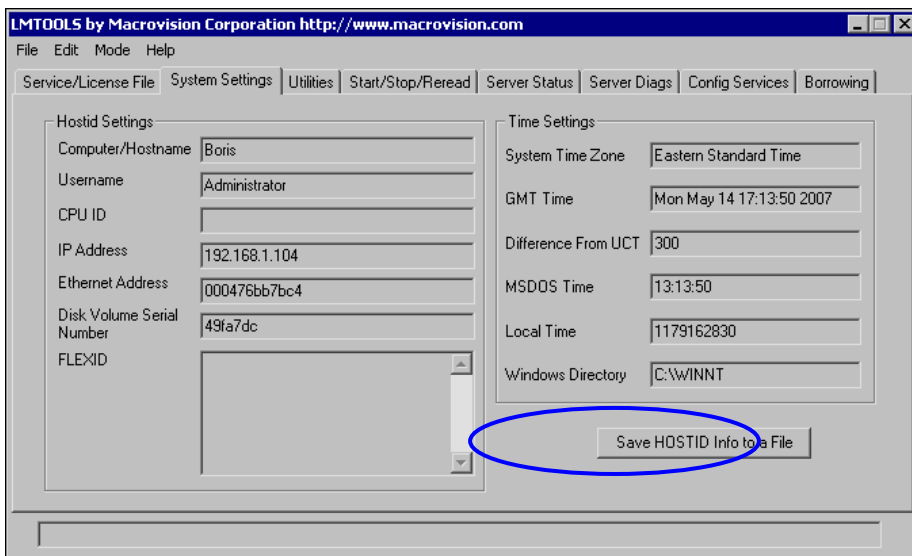 LMTOOLS by Macrovision Corporation http://www.macrovision.com
File Edit Mode Help
Service/License File System Settings Utilities Start/Stop/Reread Server Status Server Diags Config Services Borrowing
Hostid Settings
Computer/Hostname Boris
Username Administrator
CPU ID
IP Address 192.168.1.104
Ethernet Address 000476bb7bc4
Disk Volume Serial
Number 49fa7dc
FLEXID
Time Settings
System Time Zone Eastern Standard Time
GMT Time Mon May 14 17:13:50 2007
Difference From UCT 300
MSDOS Time 13:13:50
Local Time 1179162830
Windows Directory C:\WINNT
Save HOSTID Info to a File